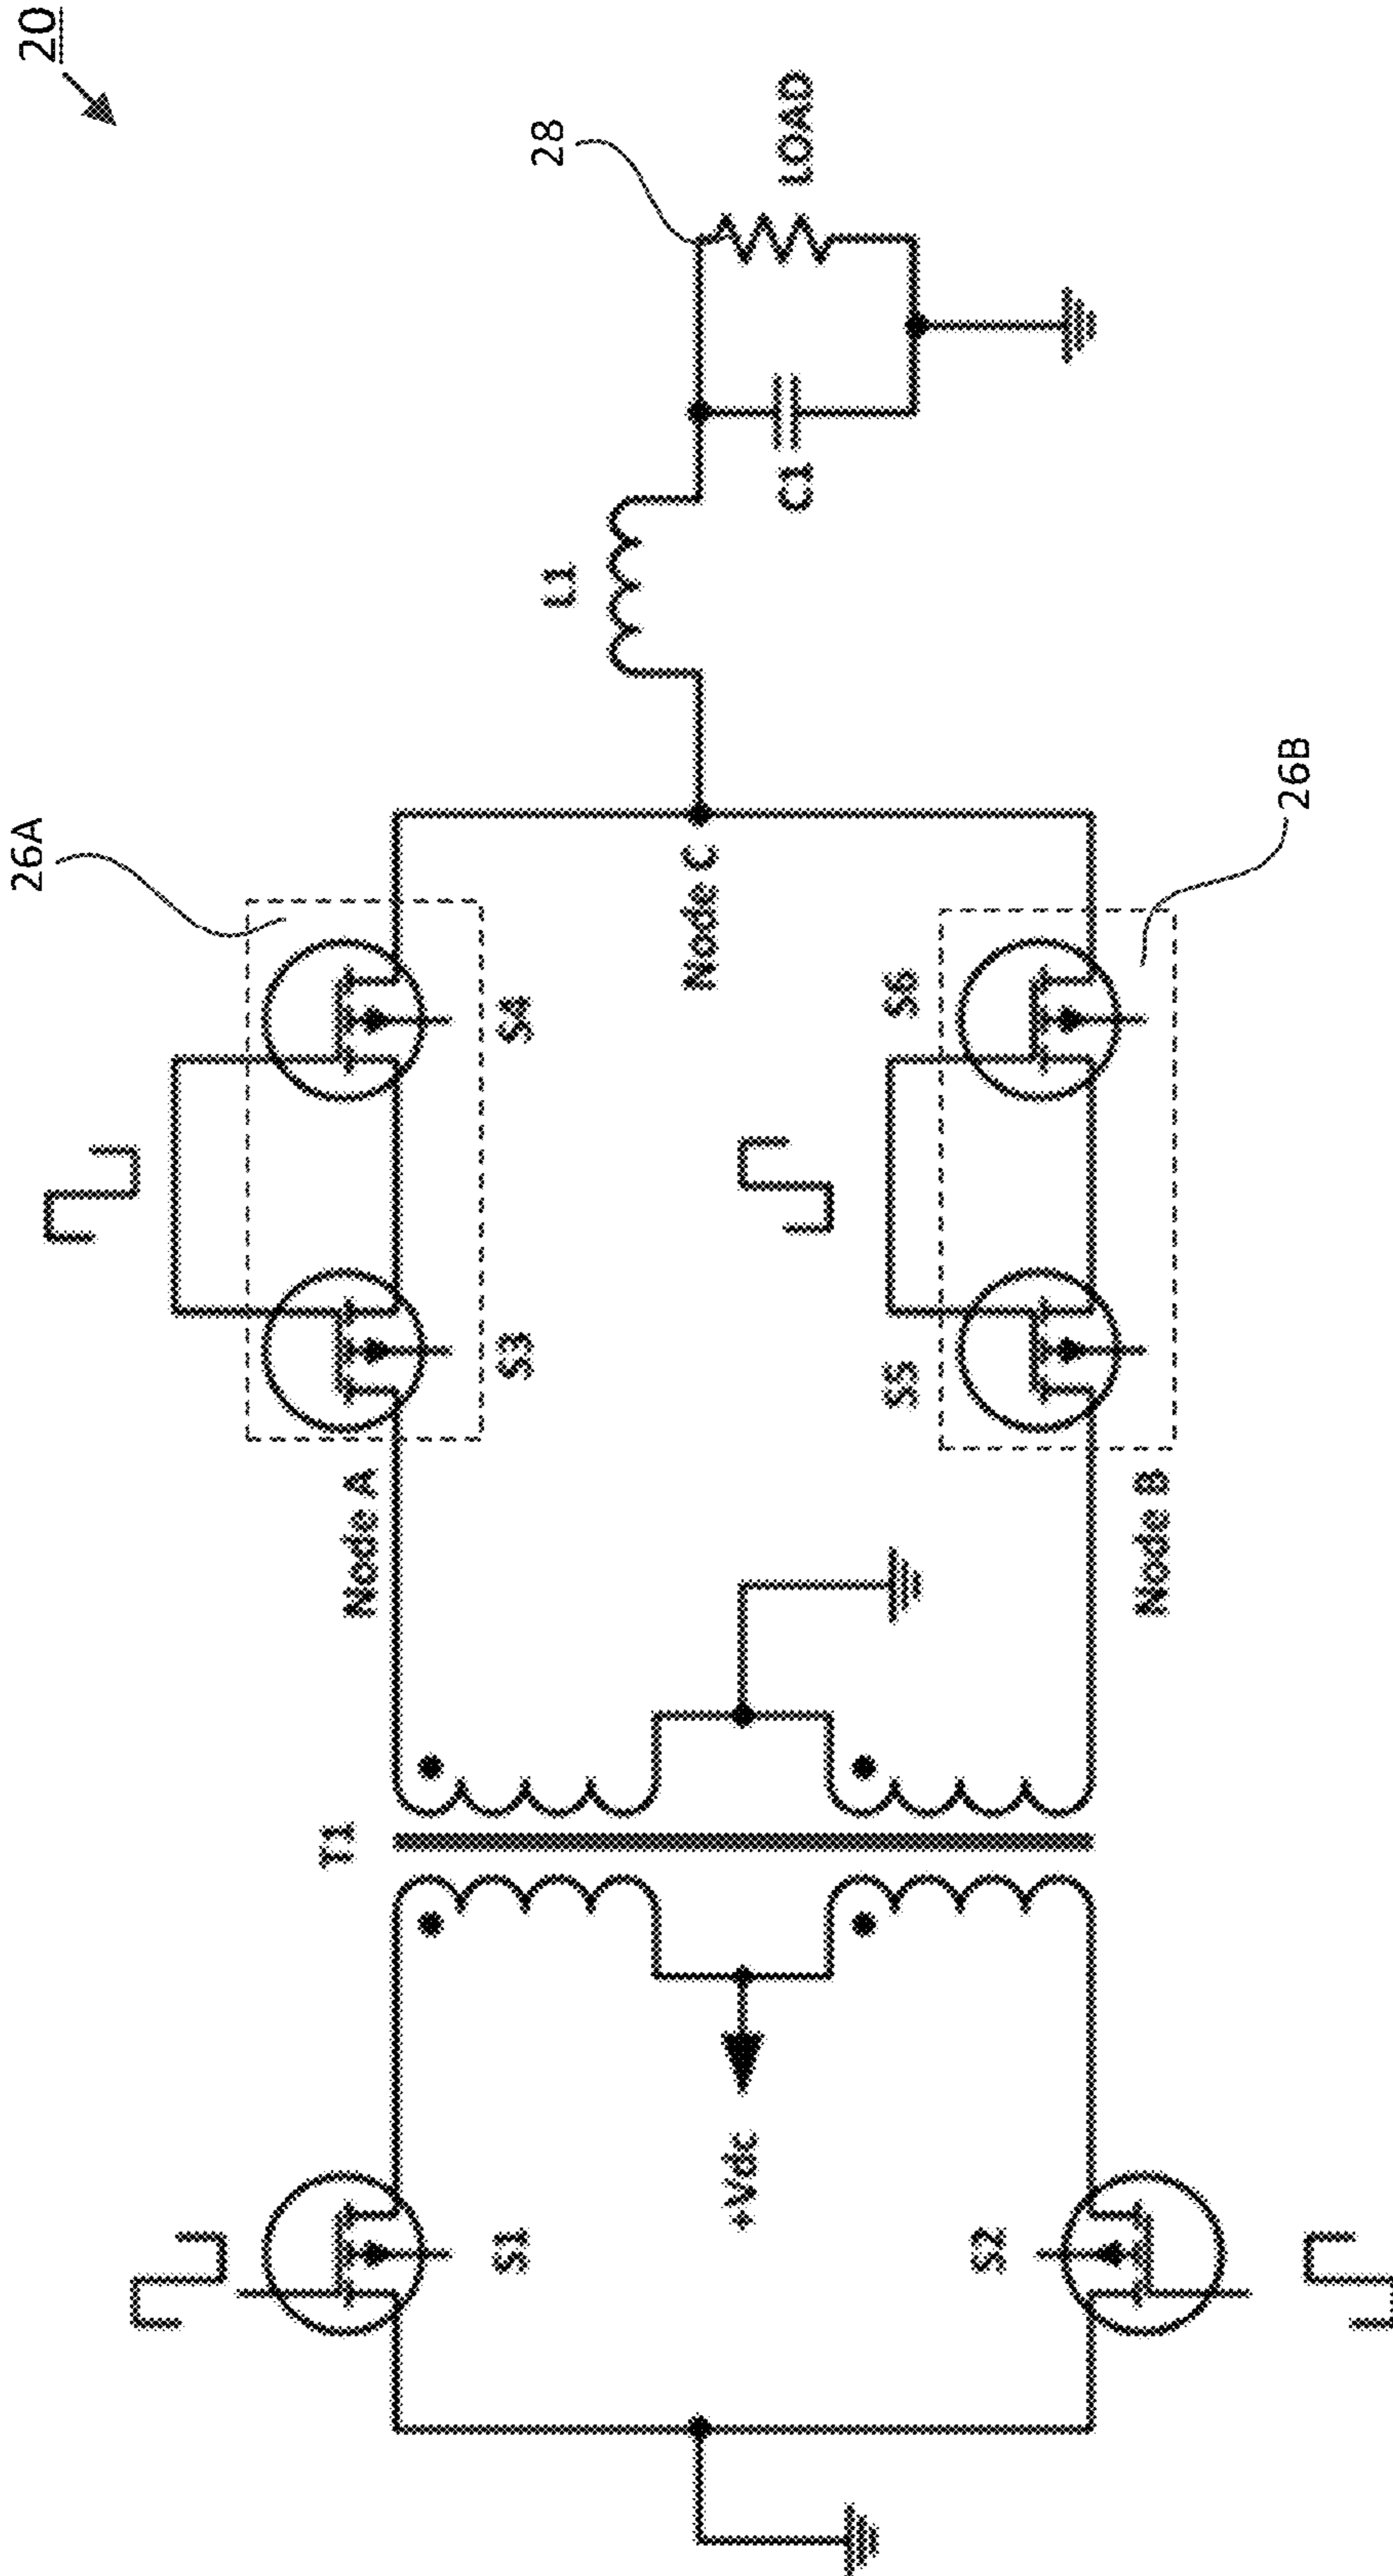 20
26A
S3
S4
Node A
T1
S1
+Vdc
S2
Node C
L1
28
C1
LOAD
S5
S6
Node B
26B